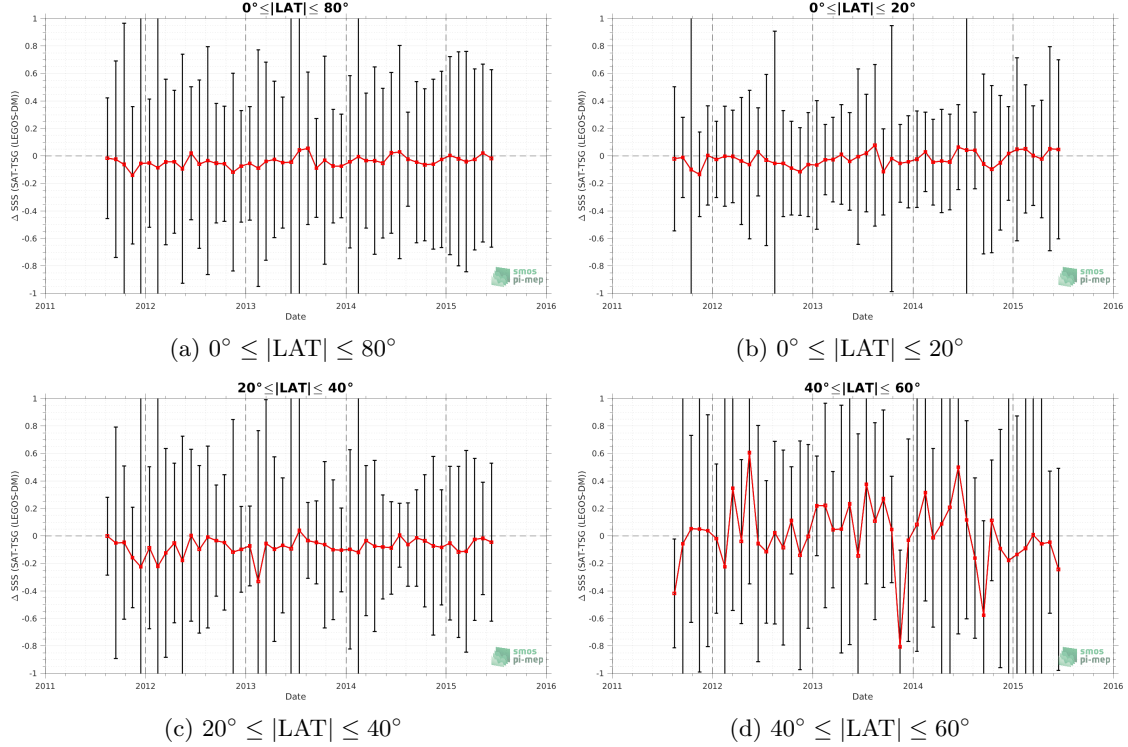 0°≤|LAT|≤ 80°
Δ SSS (SAT-TSG (LEGOS-DM))
1
0.8
0.6
0.4
0.2
0
-0.2
-0.4
-0.6
-0.8
-1
2011 2012 2013 2014 2015 2016
Date
smos
pi-mep
(a) 0° ≤ |LAT| ≤ 80°
0°≤|LAT|≤ 20°
Δ SSS (SAT-TSG (LEGOS-DM))
1
0.8
0.6
0.4
0.2
0
-0.2
-0.4
-0.6
-0.8
-1
2011 2012 2013 2014 2015 2016
Date
smos
pi-mep
(b) 0° ≤ |LAT| ≤ 20°
20°≤|LAT|≤ 40°
Δ SSS (SAT-TSG (LEGOS-DM))
1
0.8
0.6
0.4
0.2
0
-0.2
-0.4
-0.6
-0.8
-1
2011 2012 2013 2014 2015 2016
Date
smos
pi-mep
(c) 20° ≤ |LAT| ≤ 40°
40°≤|LAT|≤ 60°
Δ SSS (SAT-TSG (LEGOS-DM))
1
0.8
0.6
0.4
0.2
0
-0.2
-0.4
-0.6
-0.8
-1
2011 2012 2013 2014 2015 2016
Date
smos
pi-mep
(d) 40° ≤ |LAT| ≤ 60°